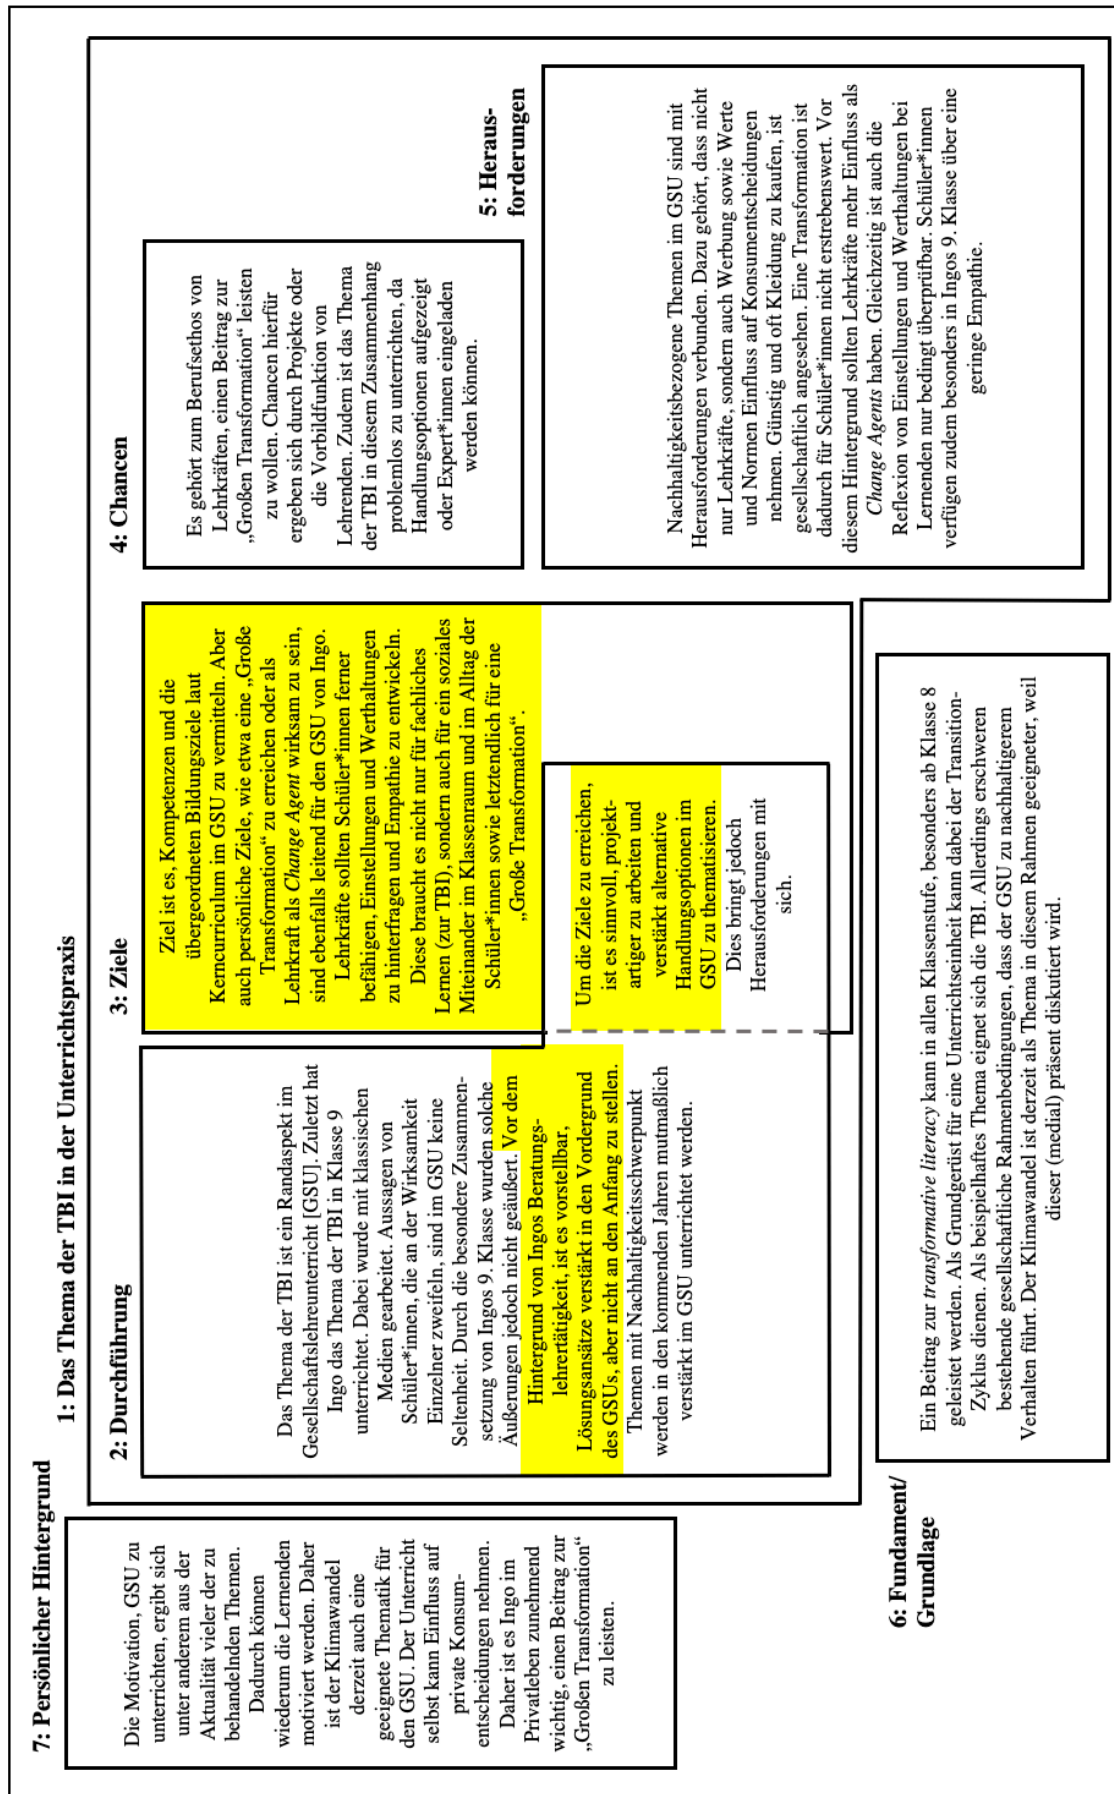 7: Persönlicher Hintergrund
Die Motivation, GSU zu
unterrichten, ergibt sich
unter anderem aus der
Aktualität vieler der zu
behandelnden Themen.
Dadurch können
wiederum die Lernenden
motiviert werden. Daher
ist der Klimawandel
derzeit auch eine
geeignete Thematik für
den GSU. Der Unterricht
selbst kann Einfluss auf
private Konsum-
entscheidungen nehmen.
Daher ist es Ingo im
Privatleben zunehmend
wichtig, einen Beitrag zur
„Großen Transformation“
zu leisten.
1: Das Thema der TBI in der Unterrichtspraxis
2: Durchführung
Das Thema der TBI ist ein Randaspekt im
Gesellschaftslehreunterricht [GSU]. Zuletzt hat
Ingo das Thema der TBI in Klasse 9
unterrichtet. Dabei wurde mit klassischen
Medien gearbeitet. Aussagen von
Schüler*innen, die an der Wirksamkeit
Einzelner zweifeln, sind im GSU keine
Seltenheit. Durch die besondere Zusammen-
setzung von Ingos 9. Klasse wurden solche
Äußerungen jedoch nicht geäußert. Vor dem
Hintergrund von Ingos Beratungs-
lehrertätigkeit, ist es vorstellbar,
Lösungsansätze verstärkt in den Vordergrund
des GSUs, aber nicht an den Anfang zu stellen.
Themen mit Nachhaltigkeitsschwerpunkt
werden in den kommenden Jahren mutmaßlich
verstärkt im GSU unterrichtet werden.
3: Ziele
Ziel ist es, Kompetenzen und die
übergeordneten Bildungsziele laut
Kerncurriculum im GSU zu vermitteln. Aber
auch persönliche Ziele, wie etwa eine „Große
Transformation“ zu erreichen oder als
Lehrkraft als Change Agent wirksam zu sein,
sind ebenfalls leitend für den GSU von Ingo.
Lehrkräfte sollten Schüler*innen ferner
befähigen, Einstellungen und Werthaltungen
zu hinterfragen und Empathie zu entwickeln.
Diese braucht es nicht nur für fachliches
Lernen (zur TBI), sondern auch für ein soziales
Miteinander im Klassenraum und im Alltag der
Schüler*innen sowie letztendlich für eine
„Große Transformation“.
Um die Ziele zu erreichen,
ist es sinnvoll, projekt-
artiger zu arbeiten und
verstärkt alternative
Handlungsoptionen im
GSU zu thematisieren.
Dies bringt jedoch
Herausforderungen mit
sich.
4: Chancen
Es gehört zum Berufsethos von
Lehrkräften, einen Beitrag zur
„Großen Transformation“ leisten
zu wollen. Chancen hierfür
ergeben sich durch Projekte oder
die Vorbildfunktion von
Lehrenden. Zudem ist das Thema
der TBI in diesem Zusammenhang
problemlos zu unterrichten, da
Handlungsoptionen aufgezeigt
oder Expert*innen eingeladen
werden können.
5: Heraus-
forderungen
Nachhaltigkeitsbezogene Themen im GSU sind mit
Herausforderungen verbunden. Dazu gehört, dass nicht
nur Lehrkräfte, sondern auch Werbung sowie Werte
und Normen Einfluss auf Konsumentscheidungen
nehmen. Günstig und oft Kleidung zu kaufen, ist
gesellschaftlich angesehen. Eine Transformation ist
dadurch für Schüler*innen nicht erstrebenswert. Vor
diesem Hintergrund sollten Lehrkräfte mehr Einfluss als
Change Agents haben. Gleichzeitig ist auch die
Reflexion von Einstellungen und Werthaltungen bei
Lernenden nur bedingt überprüfbar. Schüler*innen
verfügen zudem besonders in Ingos 9. Klasse über eine
geringe Empathie.
6: Fundament/
Grundlage
Ein Beitrag zur transformative literacy kann in allen Klassenstufe, besonders ab Klasse 8
geleistet werden. Als Grundgerüst für eine Unterrichtseinheit kann dabei der Transition-
Zyklus dienen. Als beispielhaftes Thema eignet sich die TBI. Allerdings erschweren
bestehende gesellschaftliche Rahmenbedingungen, dass der GSU zu nachhaltigerem
Verhalten führt. Der Klimawandel ist derzeit als Thema in diesem Rahmen geeigneter, weil
dieser (medial) präsent diskutiert wird.